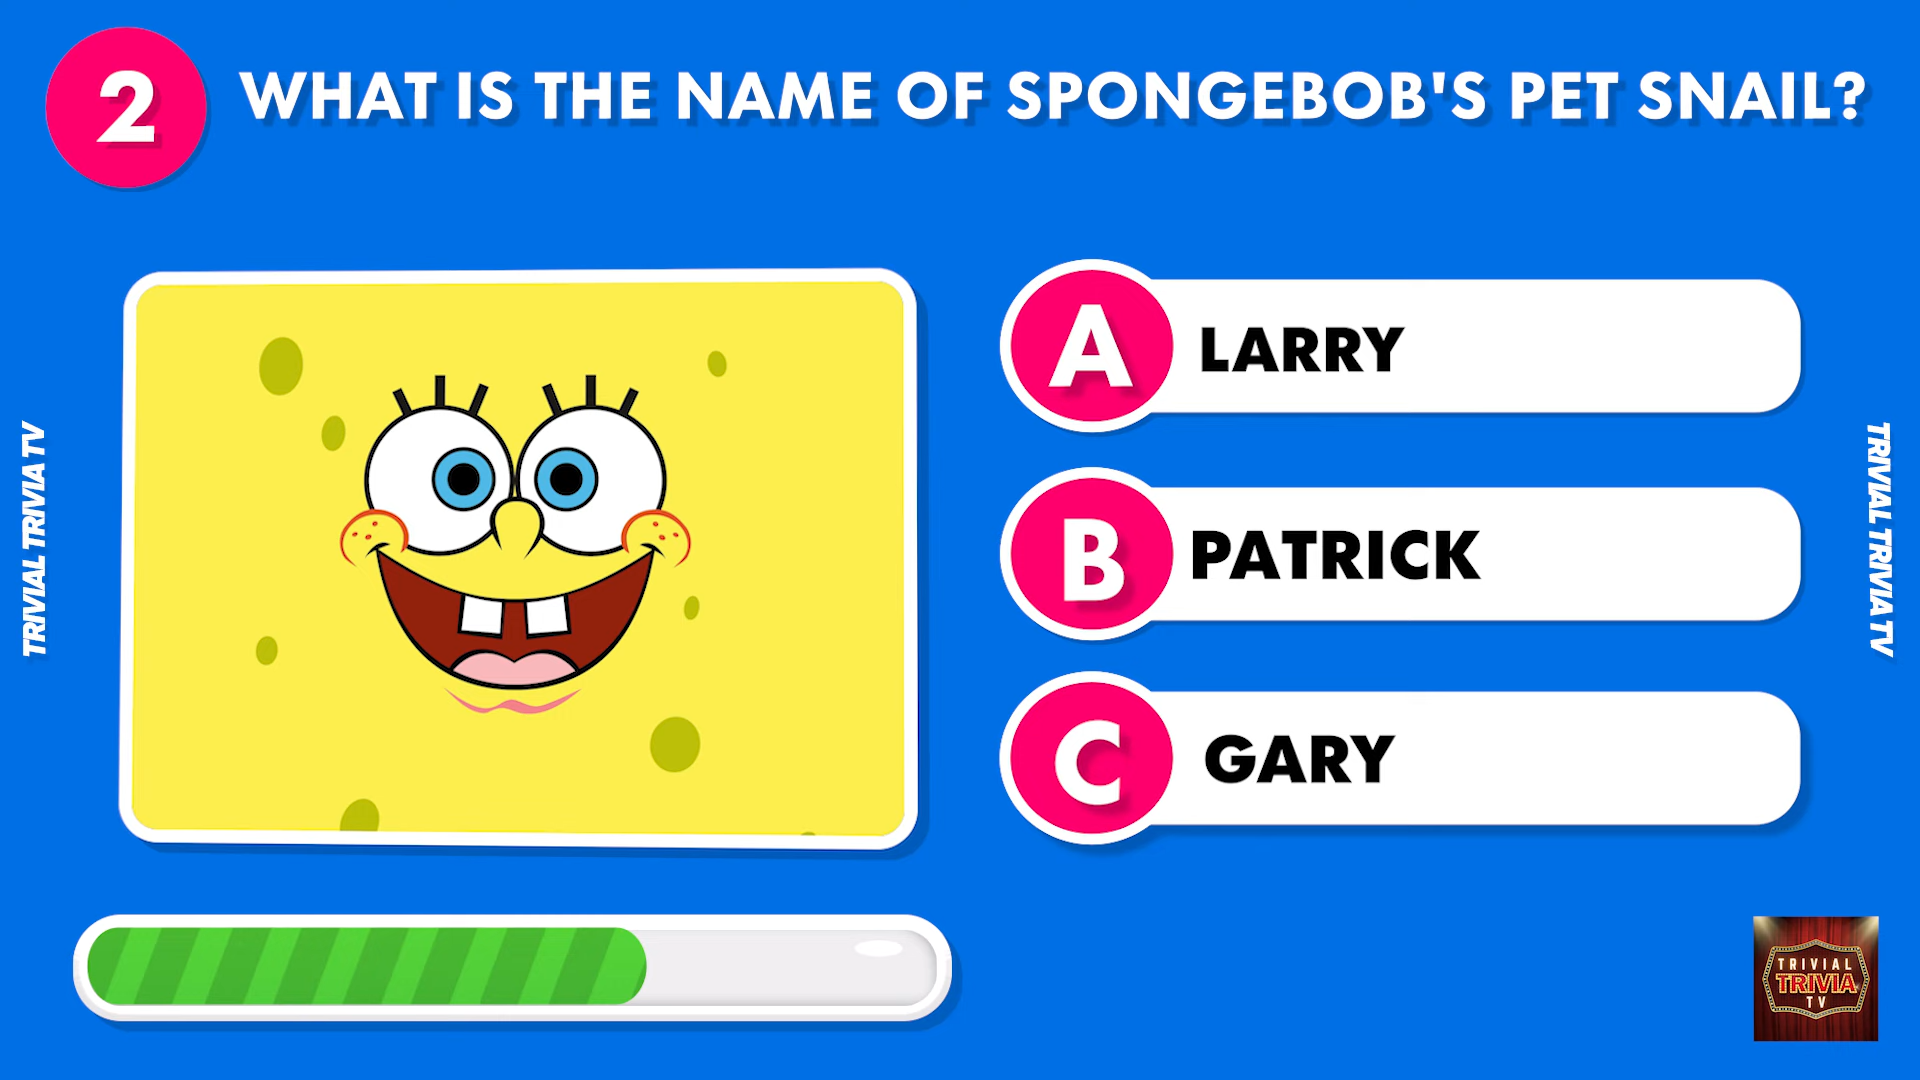 2
WHAT IS THE NAME OF SPONGEBOB'S PET SNAIL?
A LARRY
B PATRICK
C GARY
TRIVIAL TRIVIA TV
TRIVIAL TRIVIA TV
TRIVIAL
TRIVIA
TV